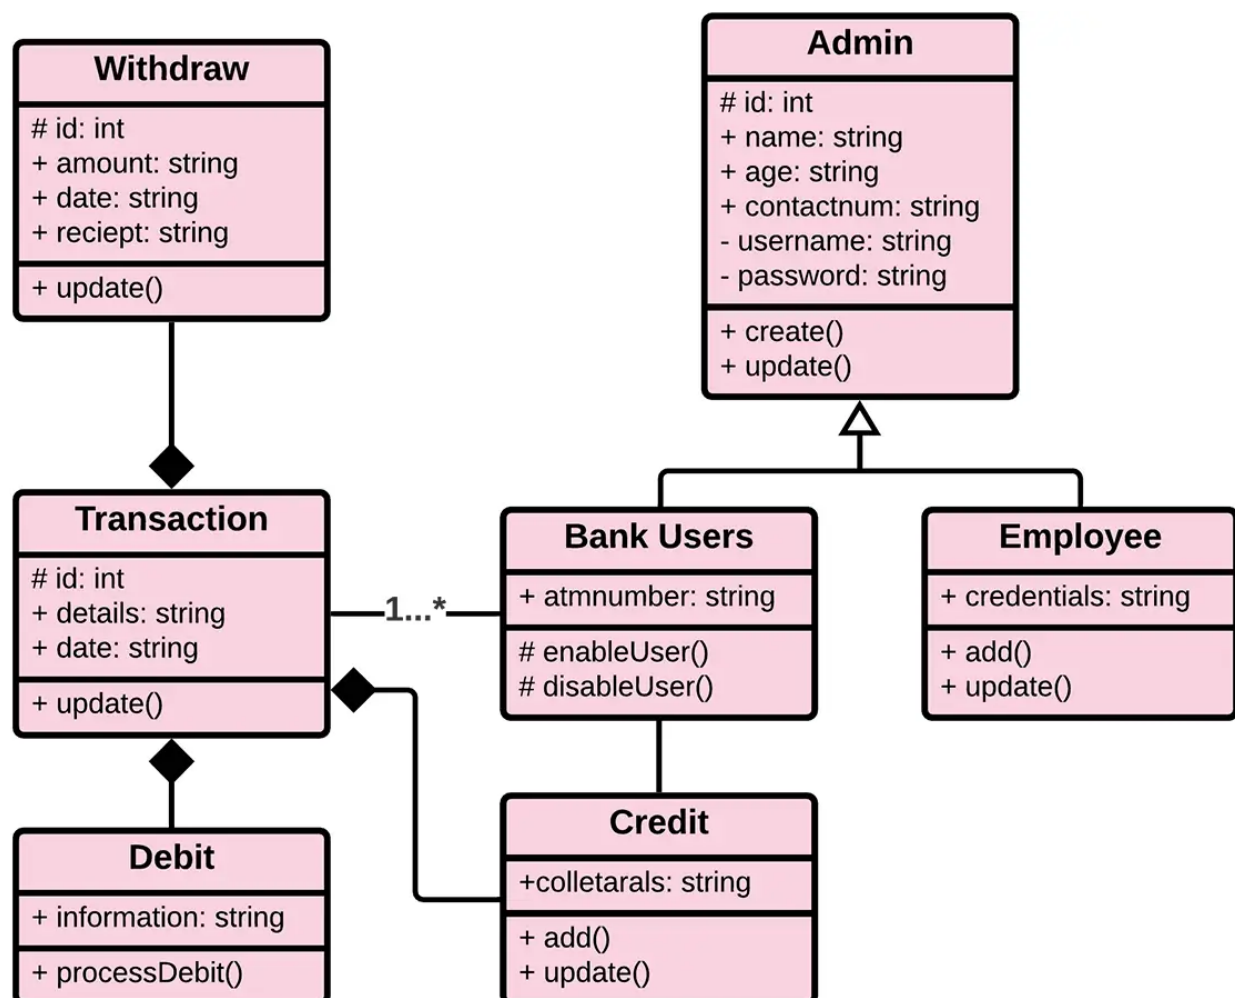 Withdraw
# id: int
+ amount: string
+ date: string
+ reciept: string
+ update()
Admin
# id: int
+ name: string
+ age: string
+ contactnum: string
- username: string
- password: string
+ create()
+ update()
Transaction
# id: int
+ details: string
+ date: string
+ update()
1...*
Bank Users
+ atmnumber: string
# enableUser()
# disableUser()
Employee
+ credentials: string
+ add()
+ update()
Debit
+ information: string
+ processDebit()
Credit
+colletarals: string
+ add()
+ update()